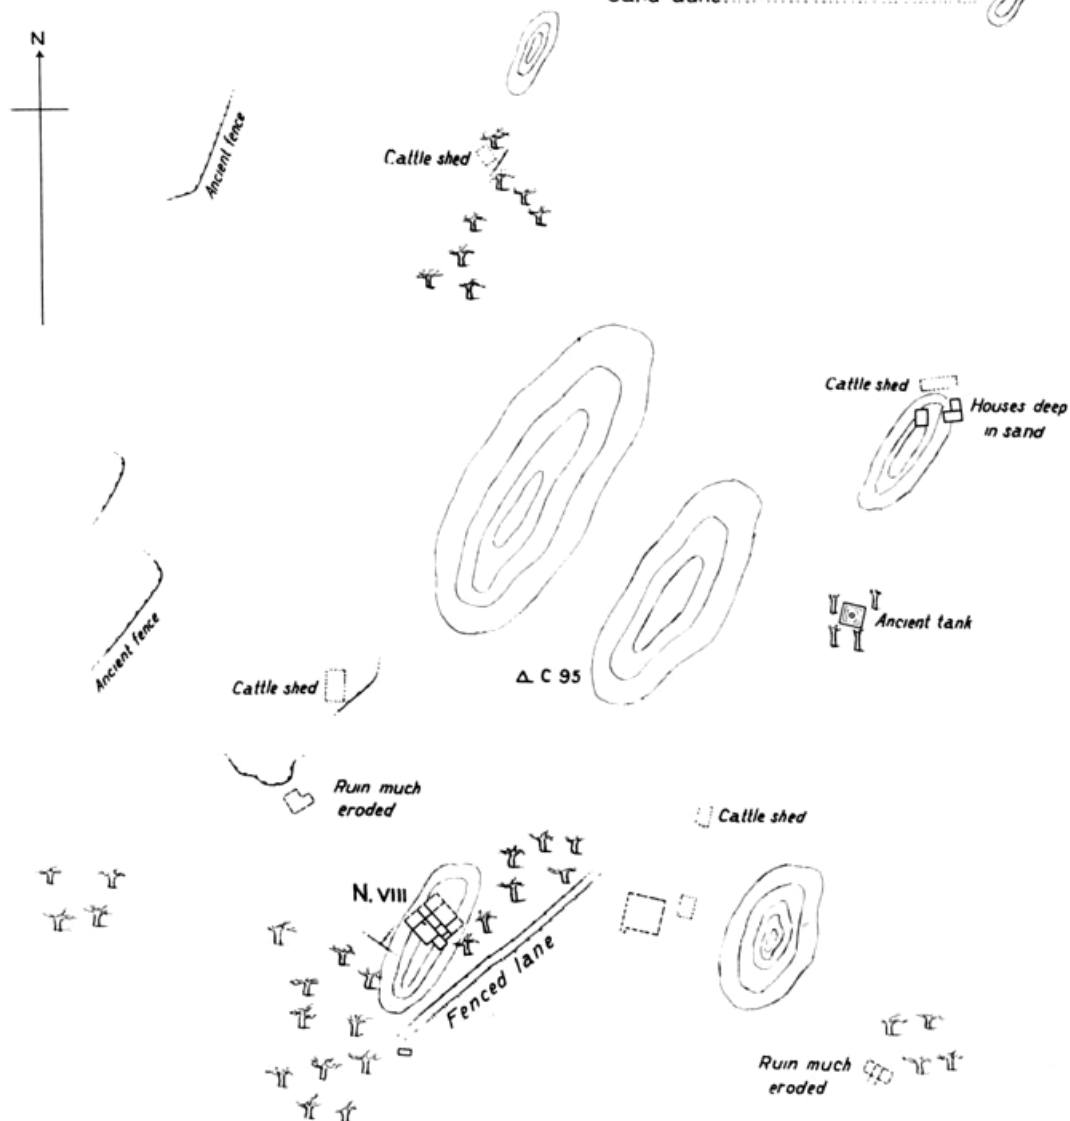 N
Ancient fence
Cattle shed
Cattle shed
Houses deep
in sand
Ancient tank
Ancient fence
Cattle shed
△ C 95
Ruin much
eroded
Cattle shed
N. VIII
Fenced lane
Ruin much
eroded